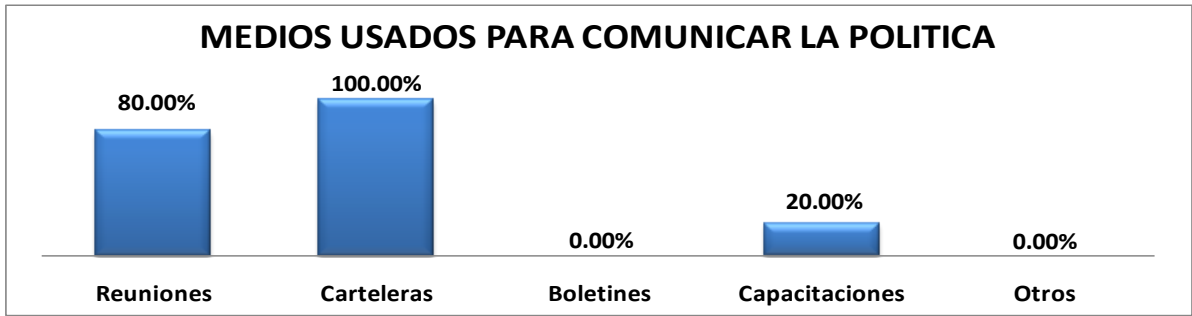 MEDIOS USADOS PARA COMUNICAR LA POLITICA
80.00%
100.00%
0.00%
20.00%
0.00%
Reuniones
Carteleras
Boletines
Capacitaciones
Otros